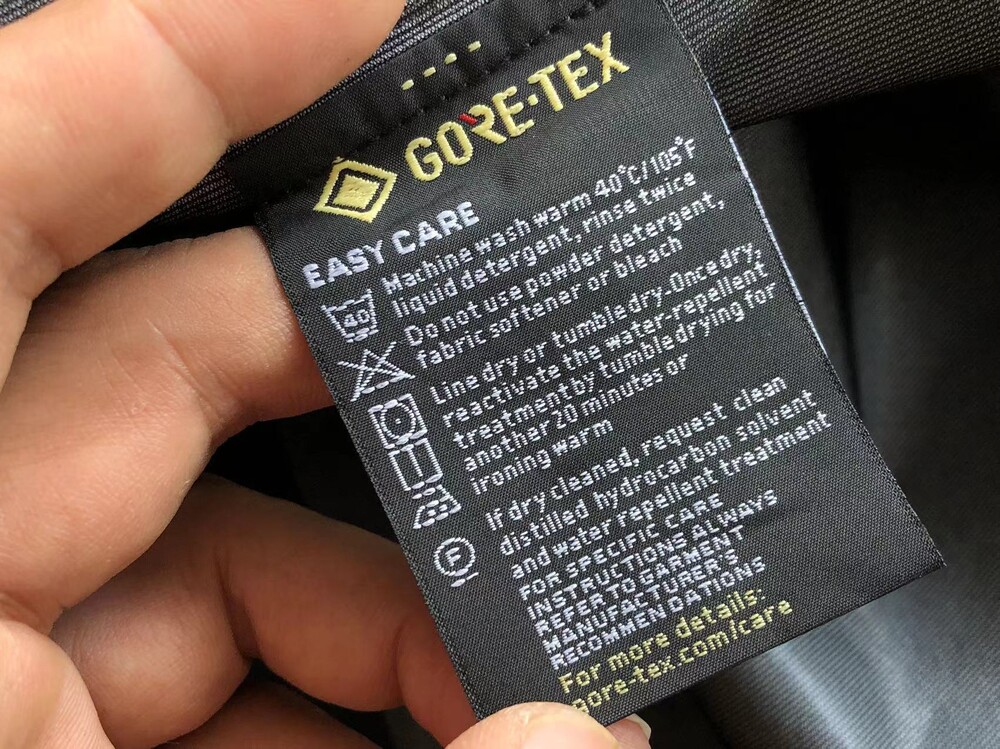 GORE-TEX
EASY CARE
Machine wash warm 40°C/105°F
liquid detergent, rinse twice
40
Do not use powder detergent,
fabric softener or bleach
Line dry or tumble dry. Once dry,
reactivate the water-repellent
treatment by tumble drying for
another 20 minutes or
ironing warm
If dry cleaned, request clean
distilled hydrocarbon solvent
and water repellent treatment
F
FOR SPECIFIC CARE
INSTRUCTIONS ALWAYS
REFER TO GARMENT
MANUFACTURER'S
RECOMMENDATIONS
For more details:
gore-tex.com/care